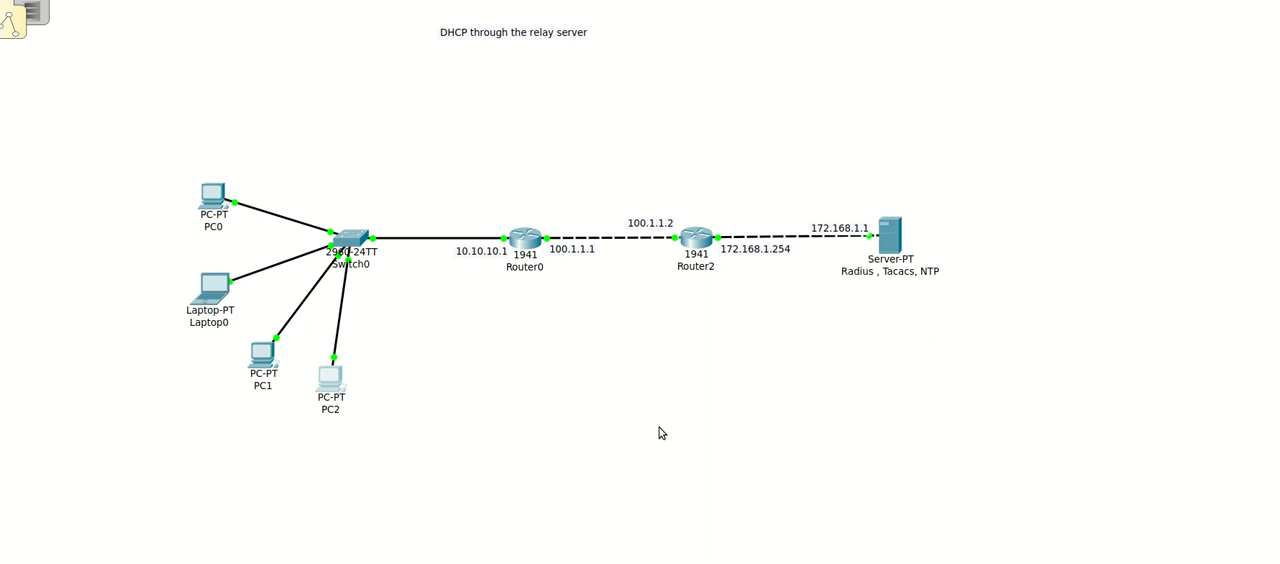 DHCP through the relay server
PC-PT
PC0
2960-24TT
Switch0
10.10.10.1
1941
Router0
100.1.1.1
100.1.1.2
1941
Router2
172.168.1.254
172.168.1.1
Server-PT
Radius , Tacacs, NTP
Laptop-PT
Laptop0
PC-PT
PC1
PC-PT
PC2